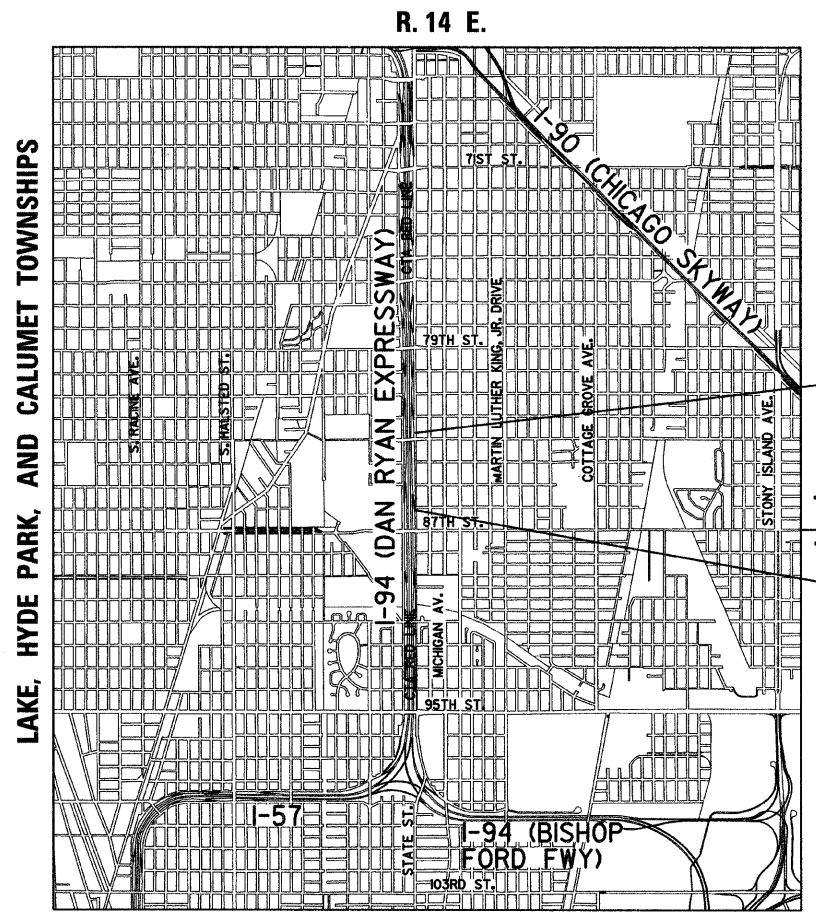 R. 14 E.
LAKE, HYDE PARK, AND CALUMET TOWNSHIPS
I-90 (CHICAGO SKYWAY)
71ST ST.
CTA RED LINE
I-94 (DAN RYAN EXPRESSWAY)
MARTIN LUTHER KING, JR. DRIVE
79TH ST.
COTTAGE GROVE AVE.
S. RACINE AVE.
S. HALSTED ST.
STONY ISLAND AVE.
87TH ST.
MICHIGAN AV.
CTA RED LINE
95TH ST.
I-57
STATE ST.
I-94 (BISHOP
FORD FWY)
103RD ST.